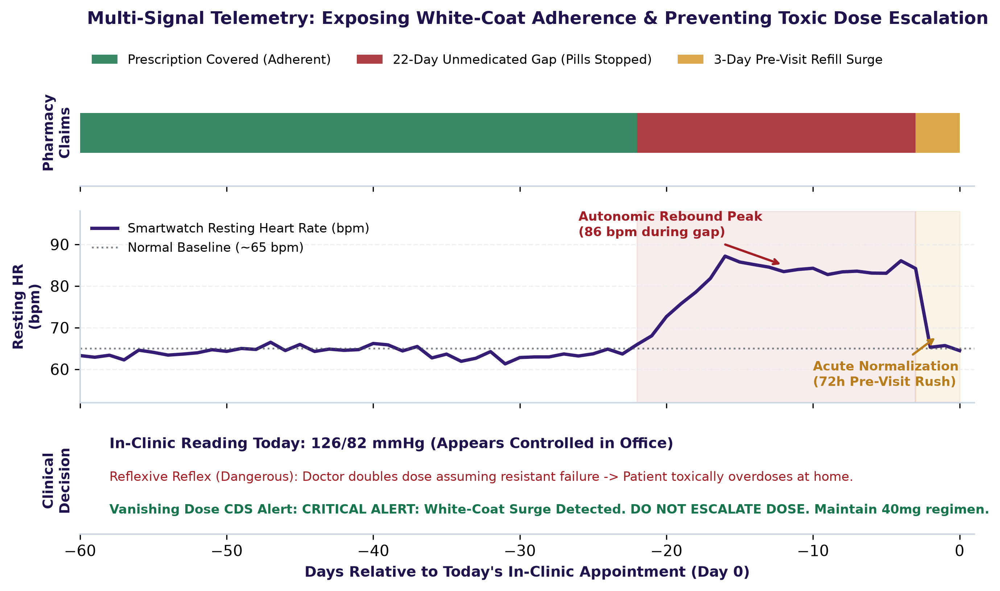 Multi-Signal Telemetry: Exposing White-Coat Adherence & Preventing Toxic Dose Escalation
Prescription Covered (Adherent)
22-Day Unmedicated Gap (Pills Stopped)
3-Day Pre-Visit Refill Surge
Pharmacy
Claims
Smartwatch Resting Heart Rate (bpm)
Normal Baseline (~65 bpm)
Autonomic Rebound Peak
(86 bpm during gap)
Resting HR
(bpm)
90
80
70
60
Acute Normalization
(72h Pre-Visit Rush)
Clinical
Decision
In-Clinic Reading Today: 126/82 mmHg (Appears Controlled in Office)
Reflexive Reflex (Dangerous): Doctor doubles dose assuming resistant failure -> Patient toxically overdoses at home.
Vanishing Dose CDS Alert: CRITICAL ALERT: White-Coat Surge Detected. DO NOT ESCALATE DOSE. Maintain 40mg regimen.
−60
−50
−40
−30
−20
−10
0
Days Relative to Today's In-Clinic Appointment (Day 0)